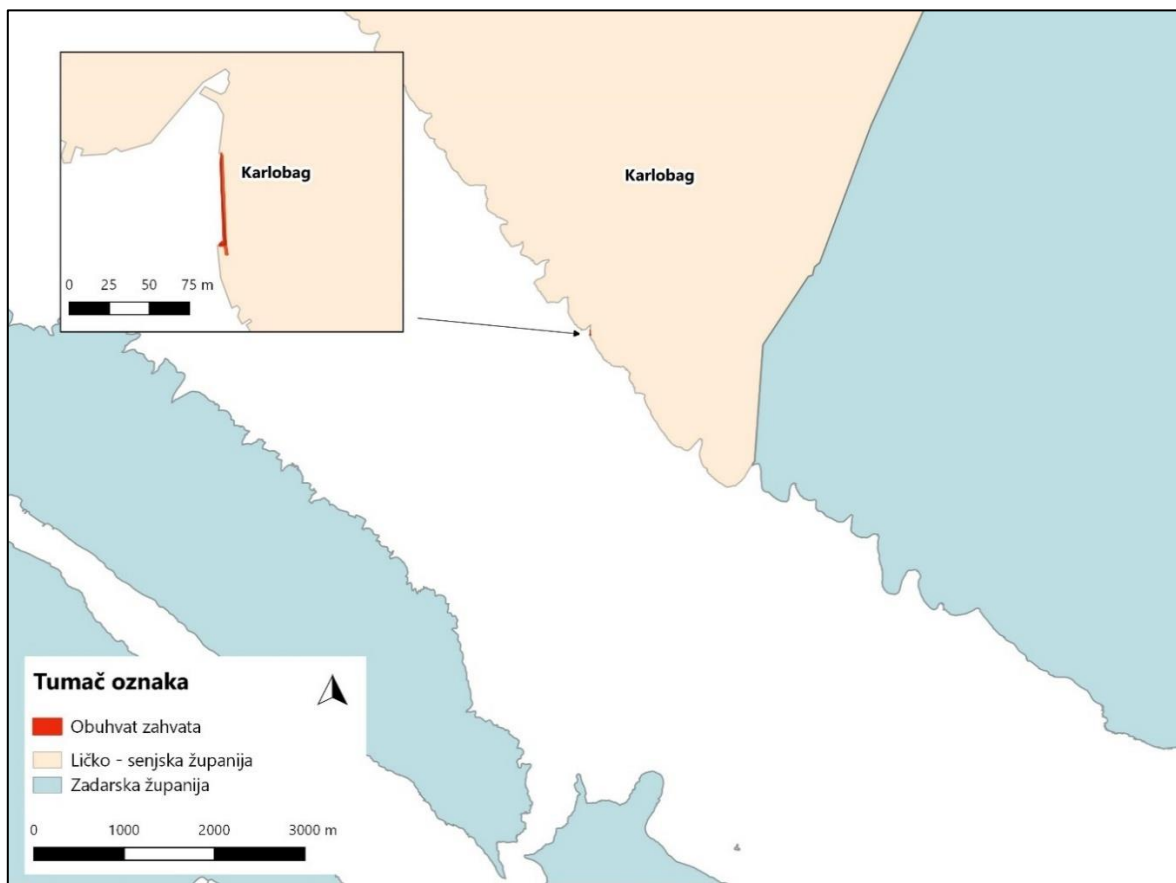 Karlobag
0 25 50 75 m
Karlobag
Tumač oznaka
Obuhvat zahvata
Ličko - senjska županija
Zadarska županija
0 1000 2000 3000 m